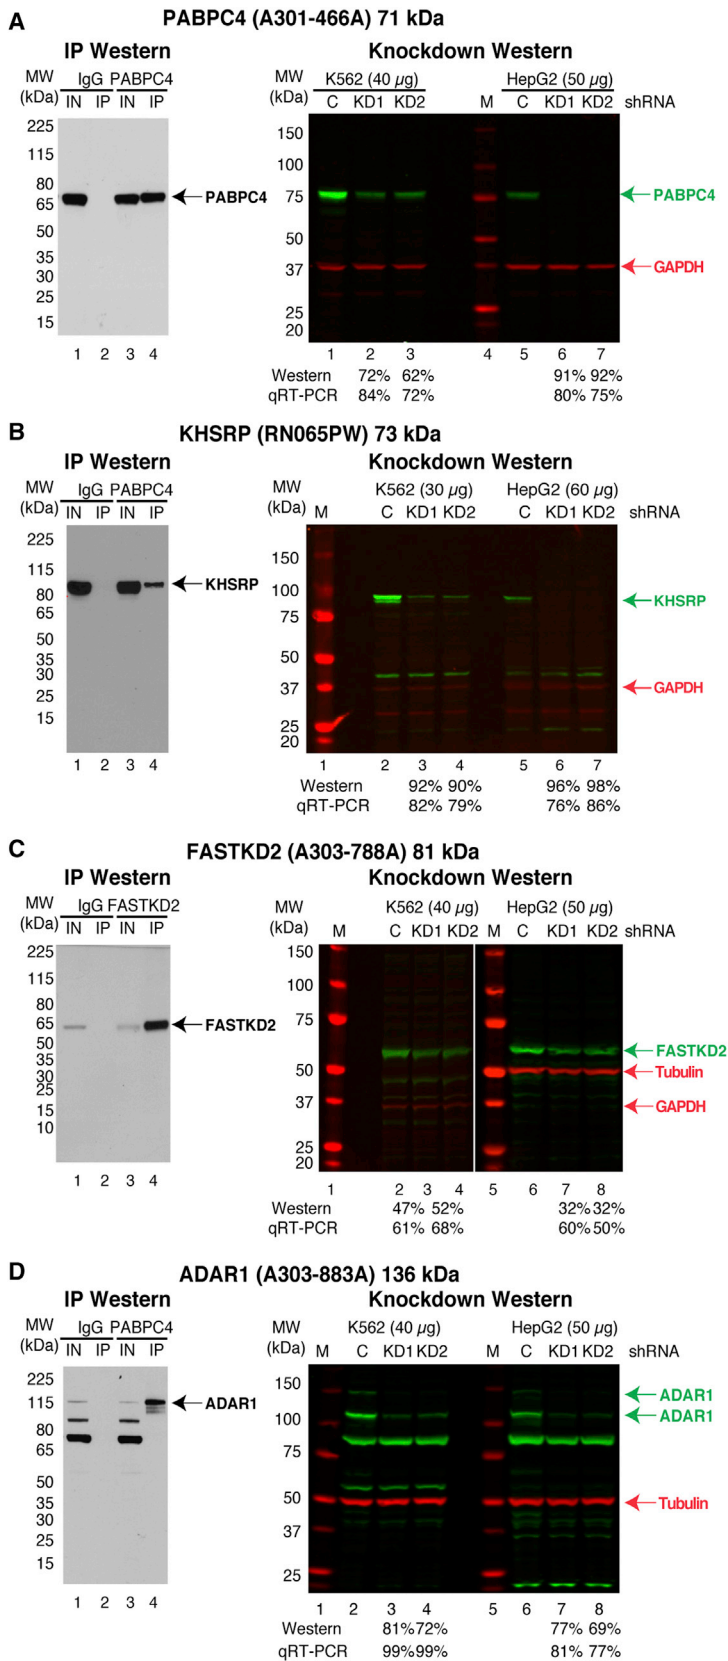 A
PABPC4 (A301-466A) 71 kDa
IP Western
Knockdown Western
MW
(kDa)
IgG PABPC4
IN IP IN IP
K562 (40 µg)
HepG2 (50 µg)
C KD1 KD2 M C KD1 KD2 shRNA
225
115
80
65
50
35
30
25
15
PABPC4
150
100
75
50
37
25
20
PABPC4
GAPDH
1 2 3 4
1 2 3 4 5 6 7
Western 72% 62% 91% 92%
qRT-PCR 84% 72% 80% 75%
B
KHSRP (RN065PW) 73 kDa
IP Western
Knockdown Western
MW
(kDa)
IgG PABPC4
IN IP IN IP
MW
(kDa)
K562 (30 µg)
HepG2 (60 µg)
M C KD1 KD2 C KD1 KD2 shRNA
225
115
80
65
50
35
30
25
15
KHSRP
150
100
75
50
37
25
20
KHSRP
GAPDH
1 2 3 4
1 2 3 4 5 6 7
Western 92% 90% 96% 98%
qRT-PCR 82% 79% 76% 86%
C
FASTKD2 (A303-788A) 81 kDa
IP Western
Knockdown Western
MW
(kDa)
IgG FASTKD2
IN IP IN IP
MW
(kDa)
K562 (40 µg)
HepG2 (50 µg)
M C KD1 KD2 M C KD1 KD2 shRNA
225
115
80
65
50
35
30
25
15
10
FASTKD2
150
100
75
50
37
25
20
FASTKD2
Tubulin
GAPDH
1 2 3 4
1 2 3 4 5 6 7 8
Western 47% 52% 32% 32%
qRT-PCR 61% 68% 60% 50%
D
ADAR1 (A303-883A) 136 kDa
IP Western
Knockdown Western
MW
(kDa)
IgG PABPC4
IN IP IN IP
MW
(kDa)
K562 (40 µg)
HepG2 (50 µg)
M C KD1 KD2 M C KD1 KD2 shRNA
225
115
80
65
50
35
30
25
15
ADAR1
150
100
75
50
37
25
ADAR1
ADAR1
Tubulin
1 2 3 4
1 2 3 4 5 6 7 8
Western 81% 72% 77% 69%
qRT-PCR 99% 99% 81% 77%